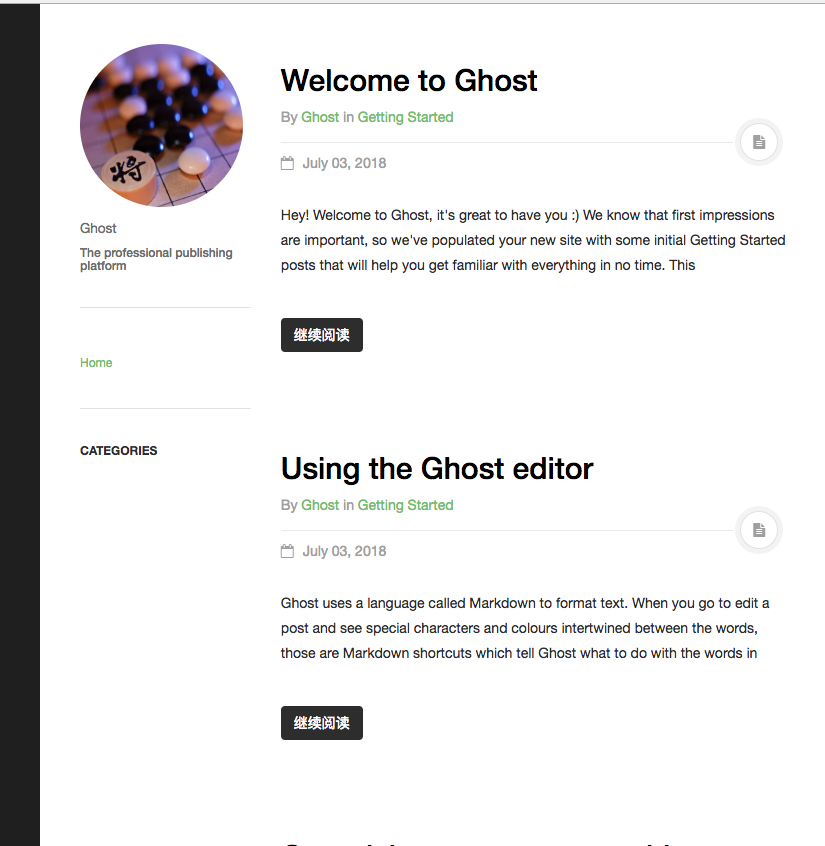 将
Ghost
The professional publishing
platform
Home
CATEGORIES
Welcome to Ghost
By Ghost in Getting Started
July 03, 2018
Hey! Welcome to Ghost, it's great to have you :) We know that first impressions
are important, so we've populated your new site with some initial Getting Started
posts that will help you get familiar with everything in no time. This
继续阅读
Using the Ghost editor
By Ghost in Getting Started
July 03, 2018
Ghost uses a language called Markdown to format text. When you go to edit a
post and see special characters and colours intertwined between the words,
those are Markdown shortcuts which tell Ghost what to do with the words in
继续阅读